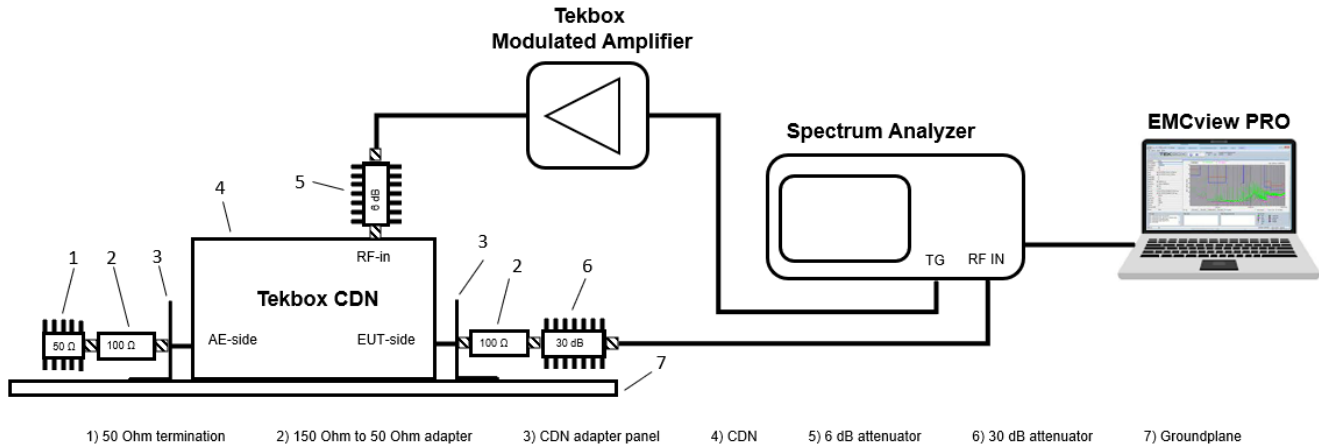 Tekbox
Modulated Amplifier
Spectrum Analyzer
EMCview PRO
TG
RF IN
5
6 dB
4
RF-in
Tekbox CDN
AE-side
EUT-side
1
2
3
3
2
6
50 Ω
100 Ω
100 Ω
30 dB
7
1) 50 Ohm termination
2) 150 Ohm to 50 Ohm adapter
3) CDN adapter panel
4) CDN
5) 6 dB attenuator
6) 30 dB attenuator
7) Groundplane